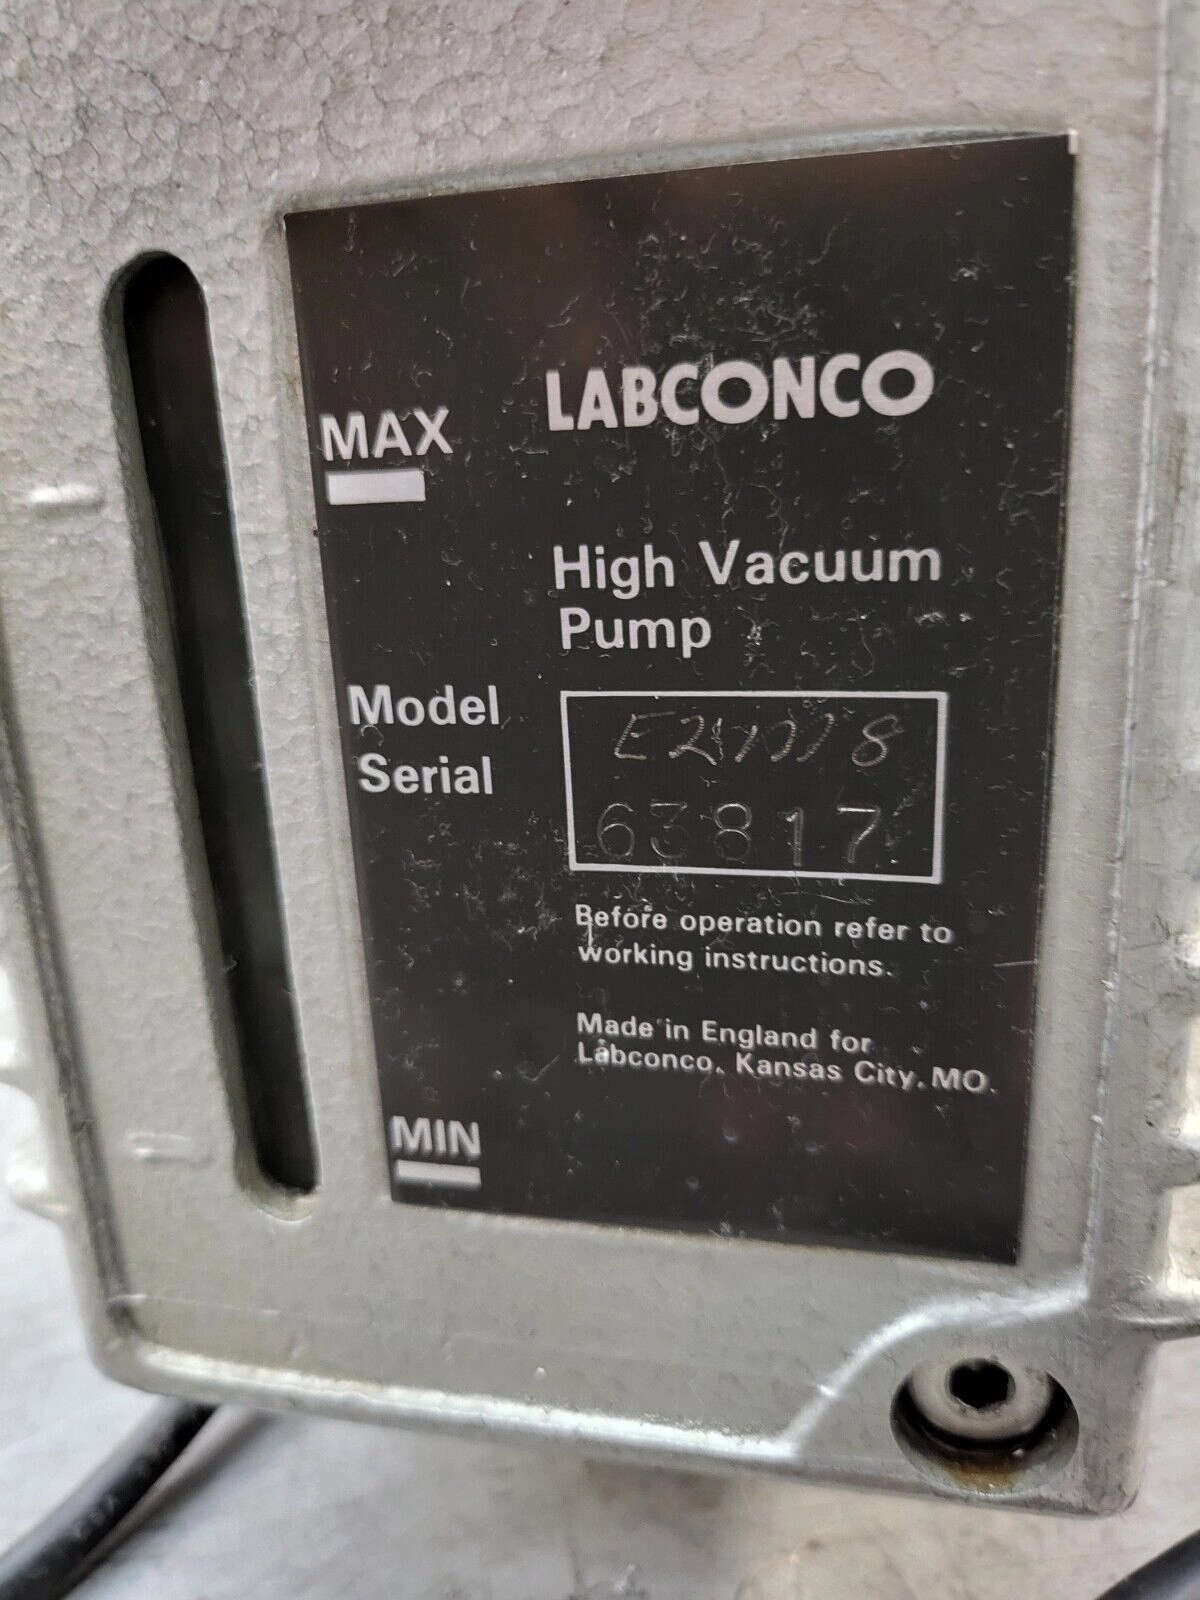 LABCONCO
MAX
High Vacuum
Pump
Model
Serial 63817
Before operation refer to
working instructions.
Made in England for
Labconco, Kansas City, MO.
MIN